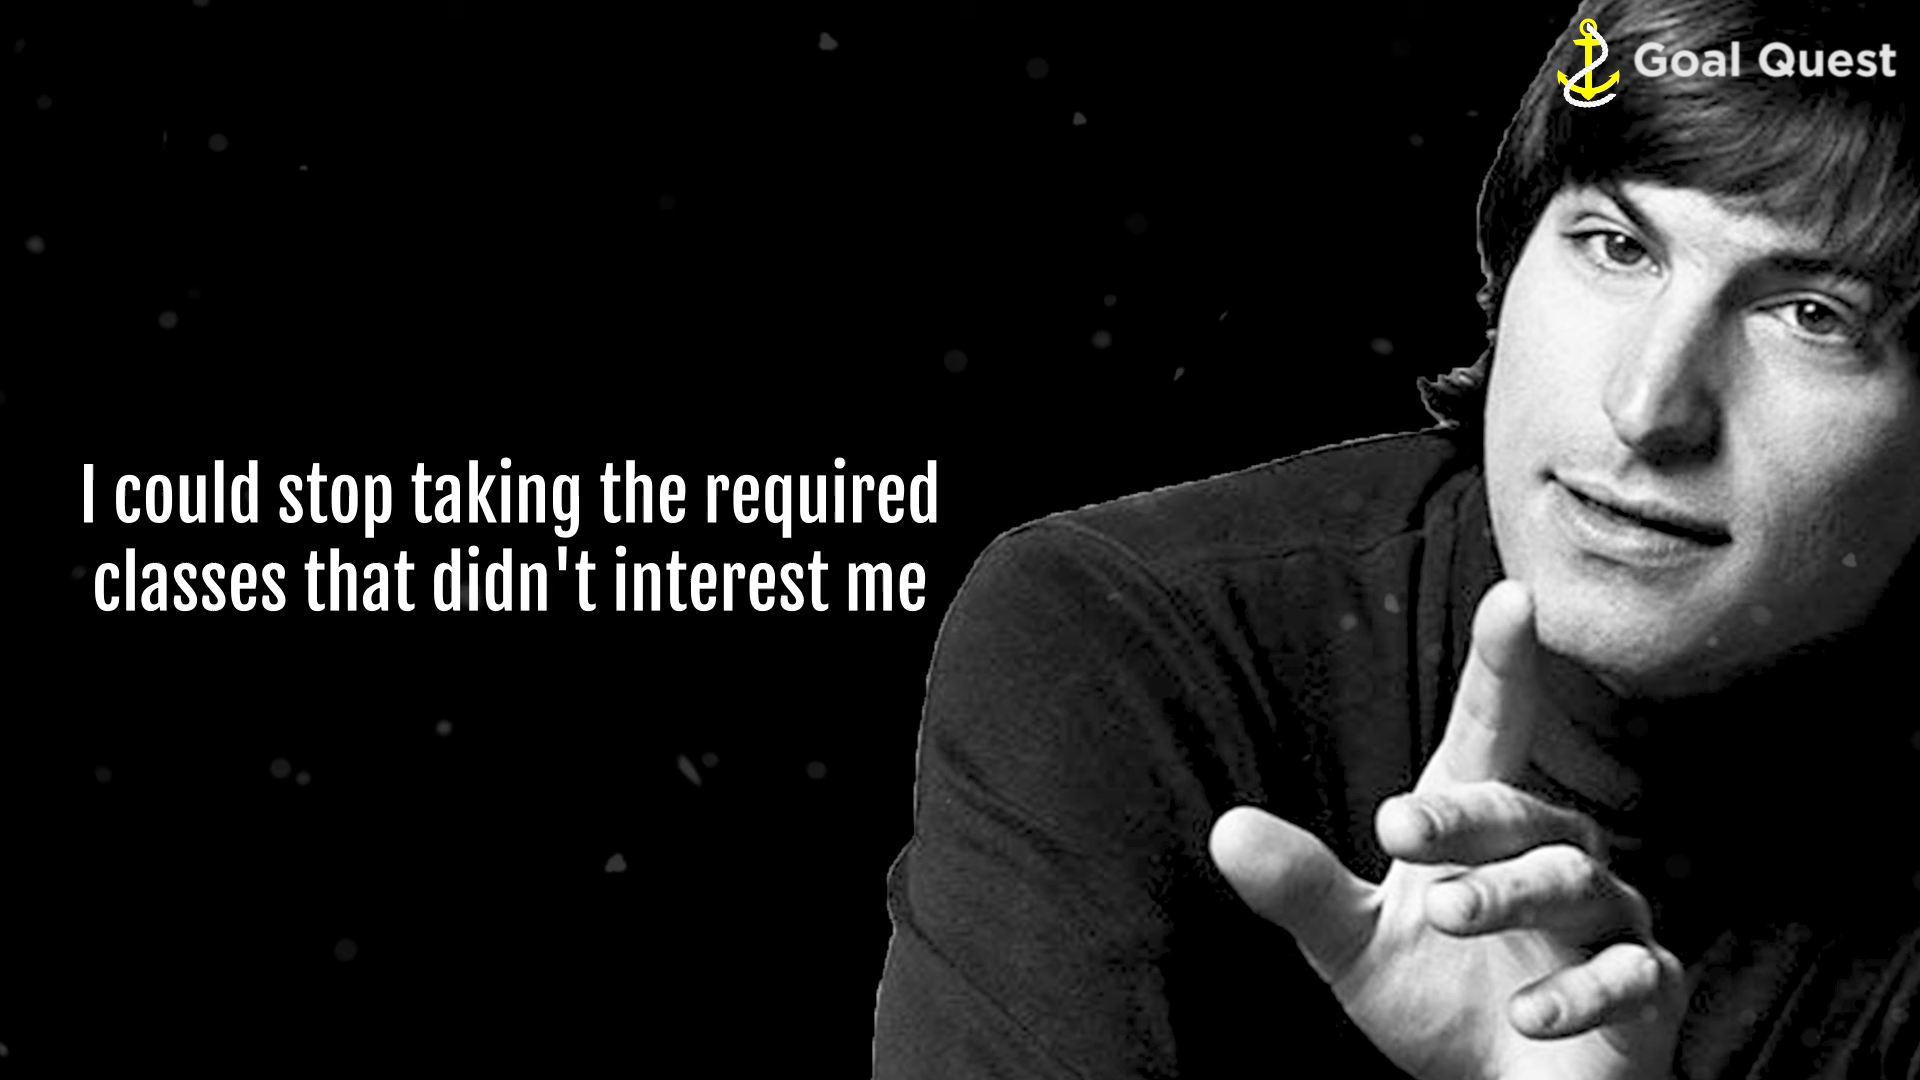 Goal Quest
I could stop taking the required
classes that didn't interest me